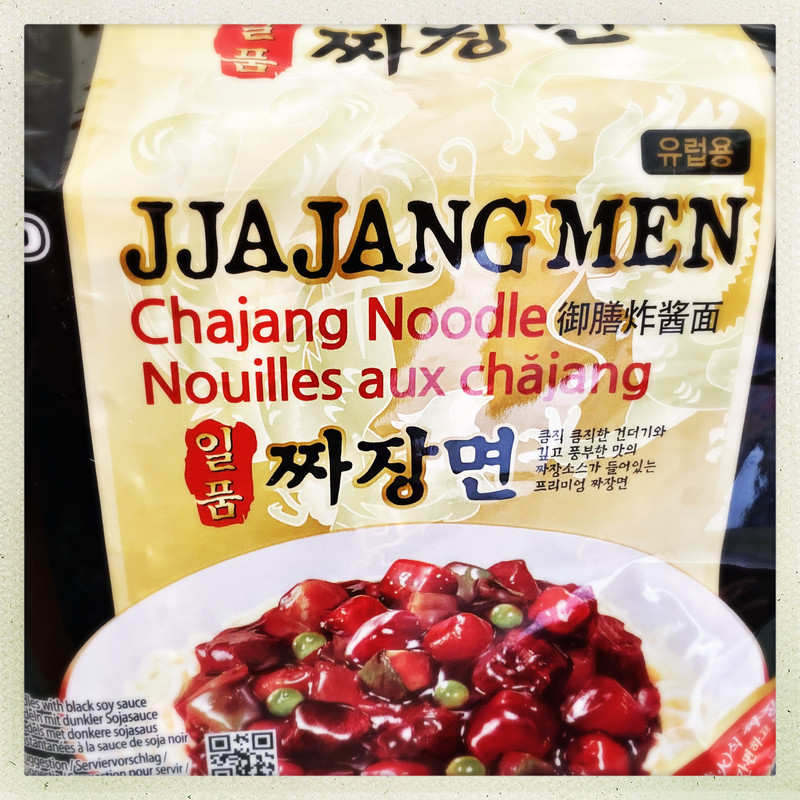 품 짜장면
유럽용
JJAJANG MEN
Chajang Noodle 御膳炸酱面
Nouilles aux chăjang
일품
짜장면
큼직 큼직한 건더기와
깊고 풍부한 맛의
짜장소스가 들어있는
프리미엄 짜장면
with black soy sauce
mit dunkler Sojasauce
met donkere sojasaus
à la sauce de soja noir
/ Serviervorschlag /
pour servir /